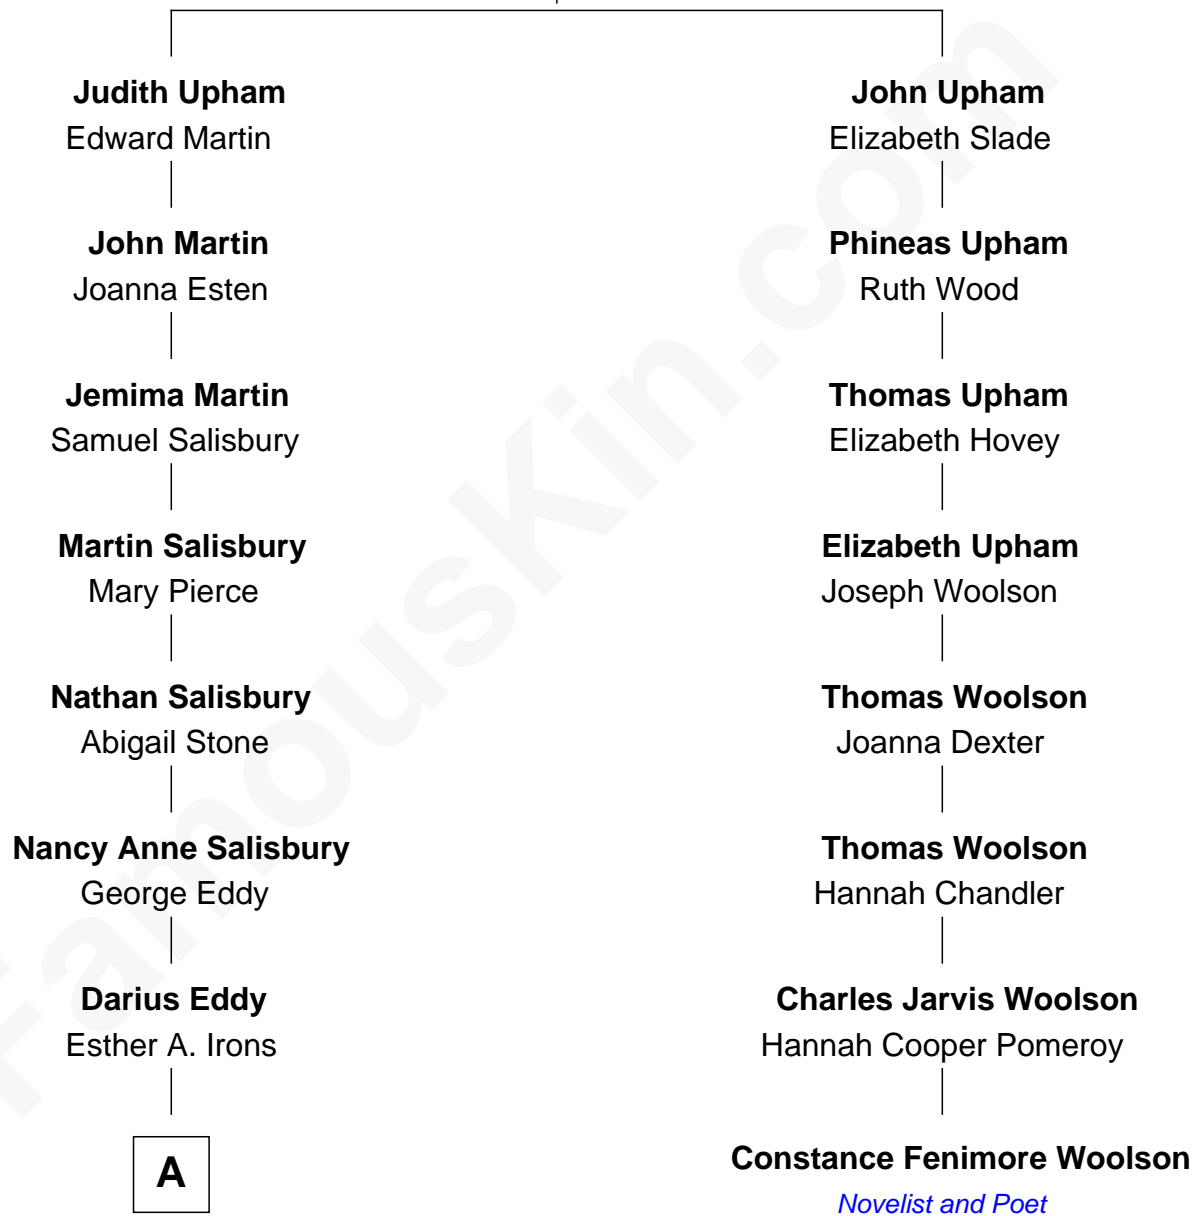 Judith Upham
Edward Martin
John Martin
Joanna Esten
Jemima Martin
Samuel Salisbury
Martin Salisbury
Mary Pierce
Nathan Salisbury
Abigail Stone
Nancy Anne Salisbury
George Eddy
Darius Eddy
Esther A. Irons
A
John Upham
Elizabeth Slade
Phineas Upham
Ruth Wood
Thomas Upham
Elizabeth Hovey
Elizabeth Upham
Joseph Woolson
Thomas Woolson
Joanna Dexter
Thomas Woolson
Hannah Chandler
Charles Jarvis Woolson
Hannah Cooper Pomeroy
Constance Fenimore Woolson
Novelist and Poet
FamousKin.com